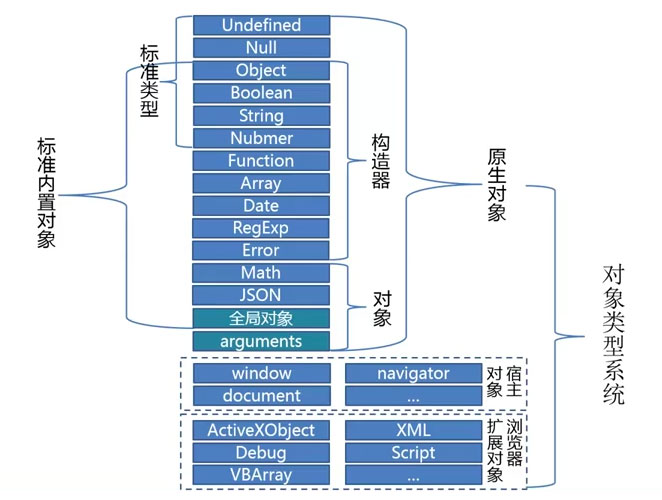 Undefined
Null
Object
Boolean
String
Nubmer
Function
Array
Date
RegExp
Error
Math
JSON
全局对象
arguments
标准类型
标准内置对象
构造器
对象
原生对象
对象类型系统
window
navigator
document
...
宿主
对象
ActiveXObject
XML
Debug
Script
VBArray
...
浏览器
扩展对象